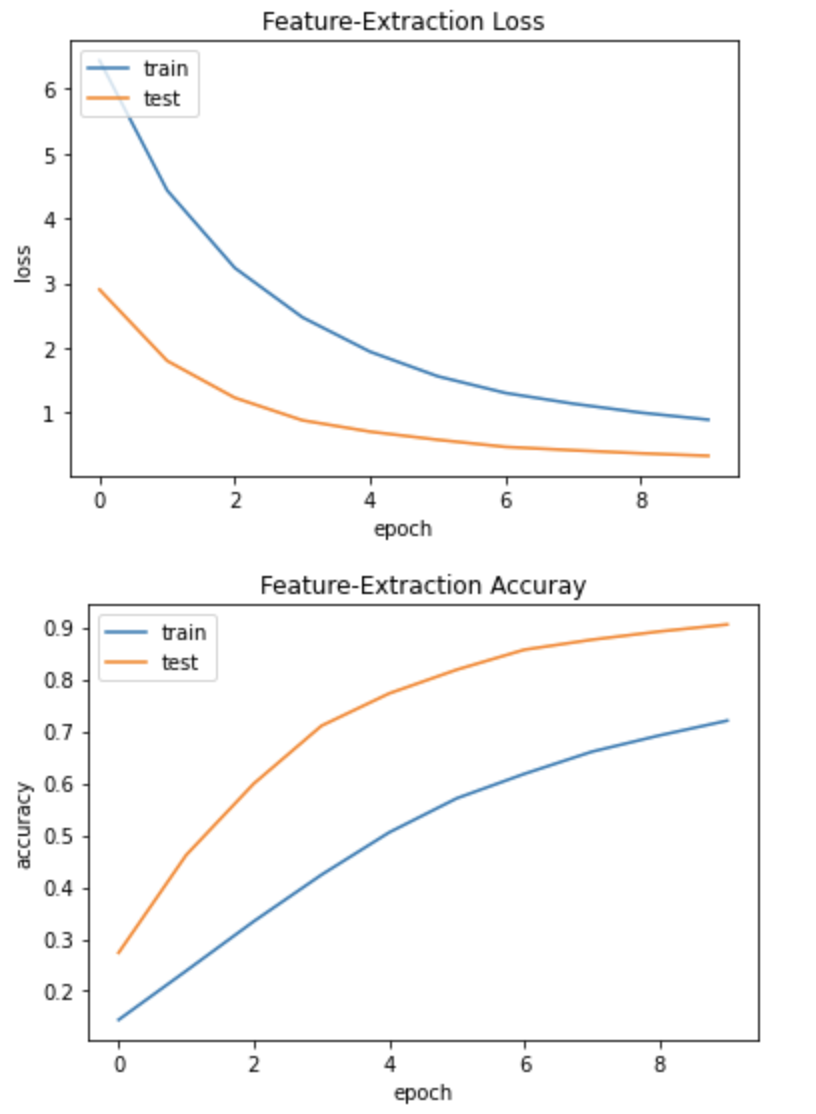 Feature-Extraction Loss
train
test
6
5
4
3
2
1
loss
0 2 4 6 8
epoch
Feature-Extraction Accuray
train
test
0.9
0.8
0.7
0.6
0.5
0.4
0.3
0.2
accuracy
0 2 4 6 8
epoch